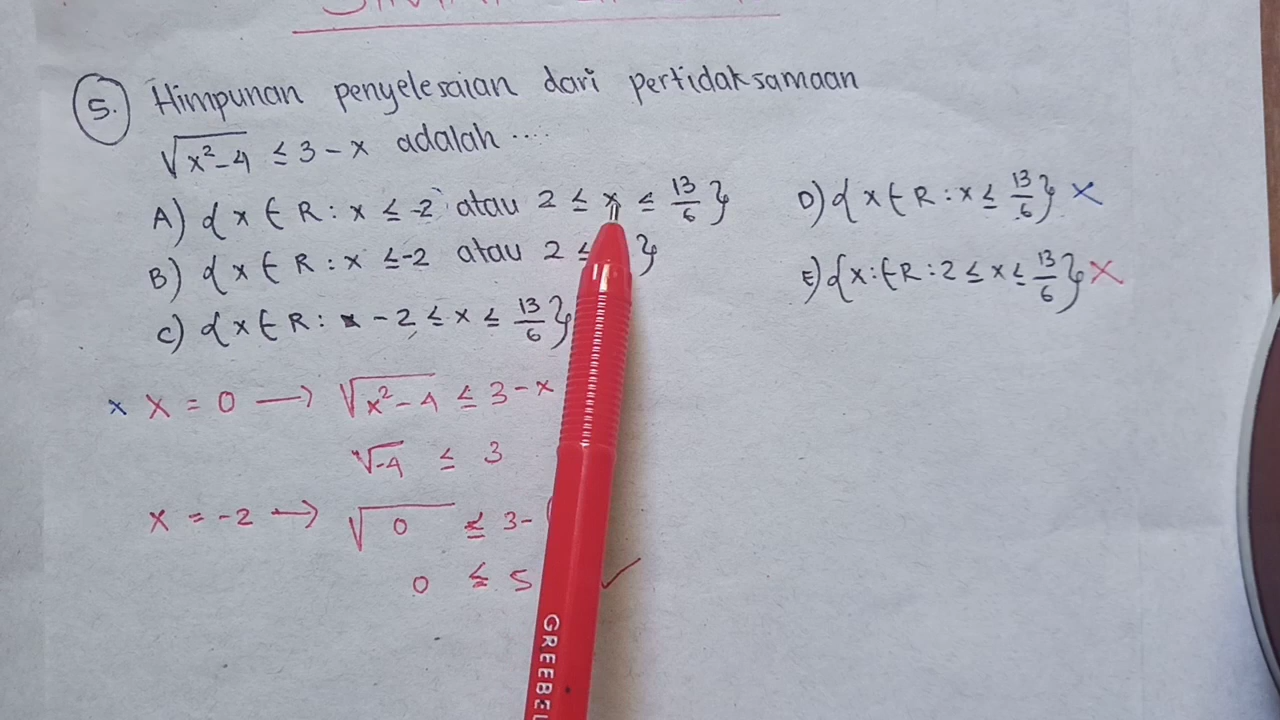 5. Himpunan penyelesaian dari pertidaksamaan
√x²-4 ≤ 3 - x adalah ....
A) {x ∈ R : x ≤ -2 atau 2 ≤ x ≤ 13/6}
B) {x ∈ R : x ≤ -2 atau 2 ≤ }
C) {x ∈ R : - 2 ≤ x ≤ 13/6}
D) {x ∈ R : x ≤ 13/6} ×
E) {x : ∈ R : 2 ≤ x ≤ 13/6} ×
× x = 0 → √x²-4 ≤ 3 - x
√-4 ≤ 3
x = -2 → √0 ≤ 3 -
0 ≤ 5 ✓
GREEBEL